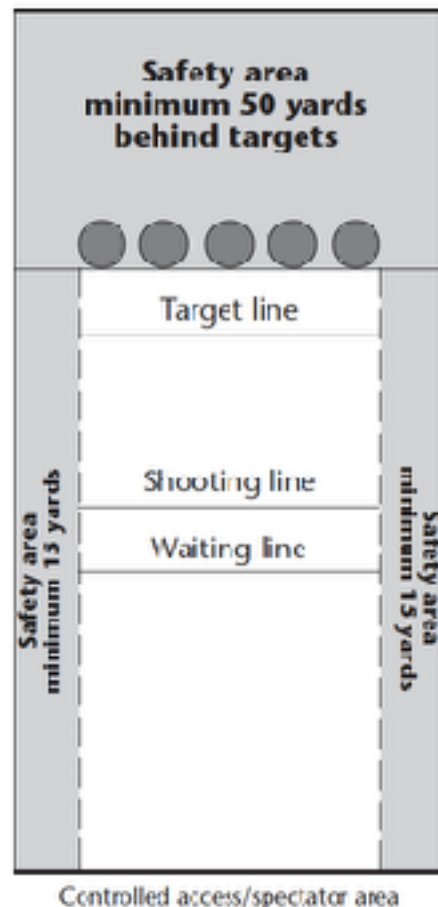 Safety area
minimum 50 yards
behind targets
Target line
Shooting line
Waiting line
Safety area
minimum 15 yards
Safety area
minimum 15 yards
Controlled access/spectator area